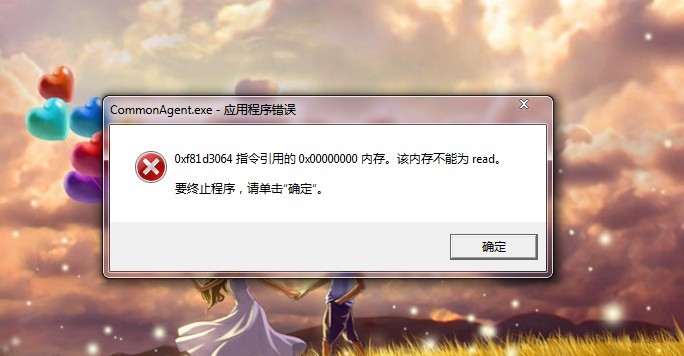 CommonAgent.exe - 应用程序错误
0xf81d3064 指令引用的 0x00000000 内存。该内存不能为 read。
要终止程序，请单击"确定"。
确定